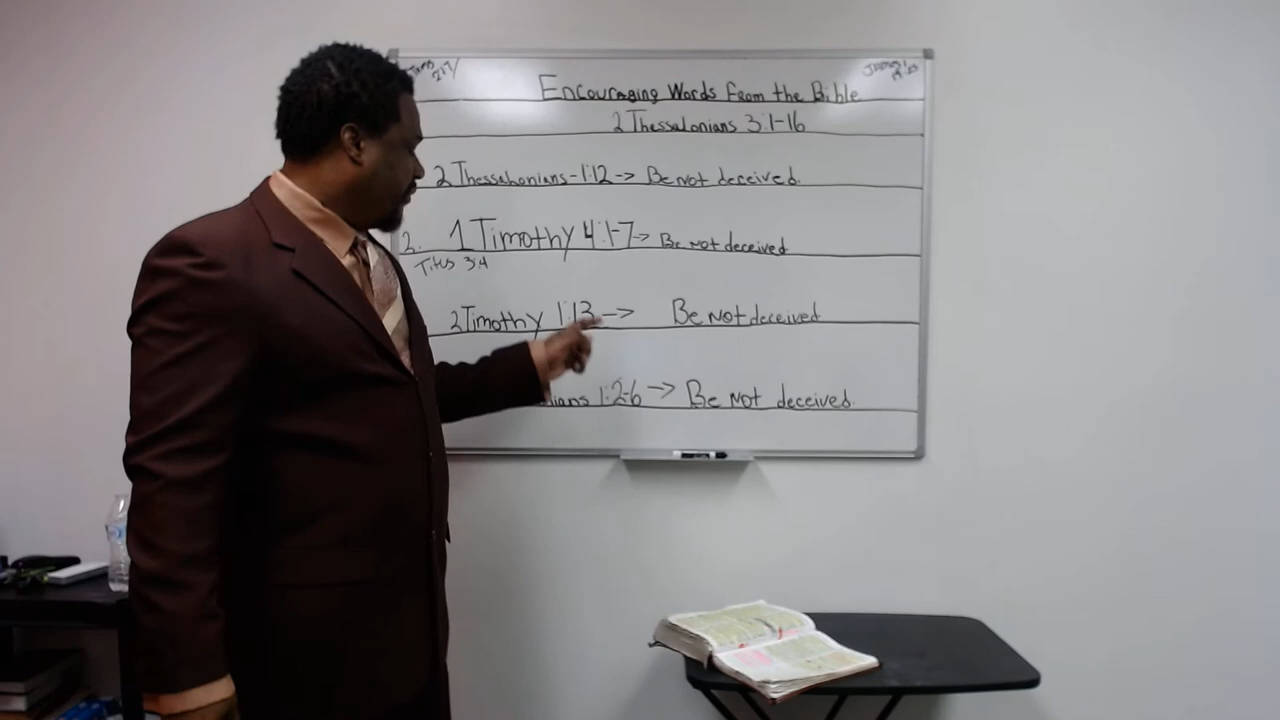 Encouraging Words From the Bible
2 Thessalonians 3:1-16
2 Thessalonians - 1:12 -> Be not deceived.
2. 1 Timothy 4:1-7 -> Be not deceived
Titus 3:4
2 Timothy 1:13 -> Be not deceived
1:2-6 -> Be not deceived.